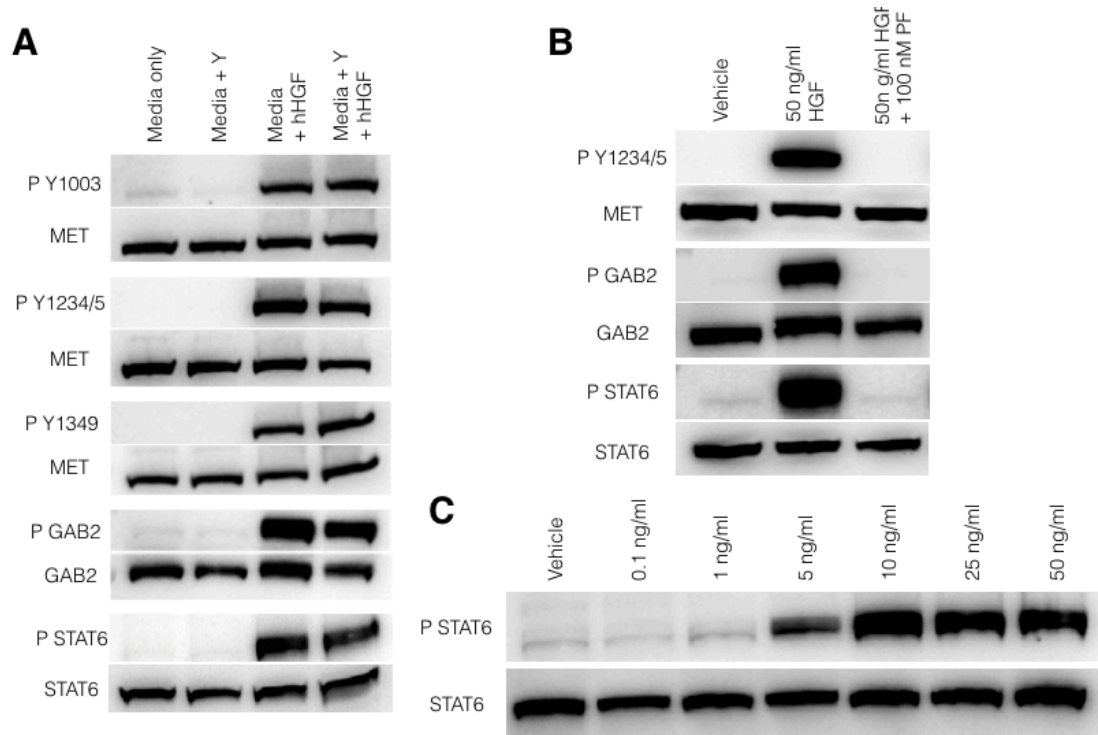 A
Media only
Media + Y
Media
+ hHGF
Media + Y
+ hHGF
P Y1003
MET
P Y1234/5
MET
P Y1349
MET
P GAB2
GAB2
P STAT6
STAT6
B
Vehicle
50 ng/ml
HGF
50n g/ml HGF
+ 100 nM PF
P Y1234/5
MET
P GAB2
GAB2
P STAT6
STAT6
C
Vehicle
0.1 ng/ml
1 ng/ml
5 ng/ml
10 ng/ml
25 ng/ml
50 ng/ml
P STAT6
STAT6